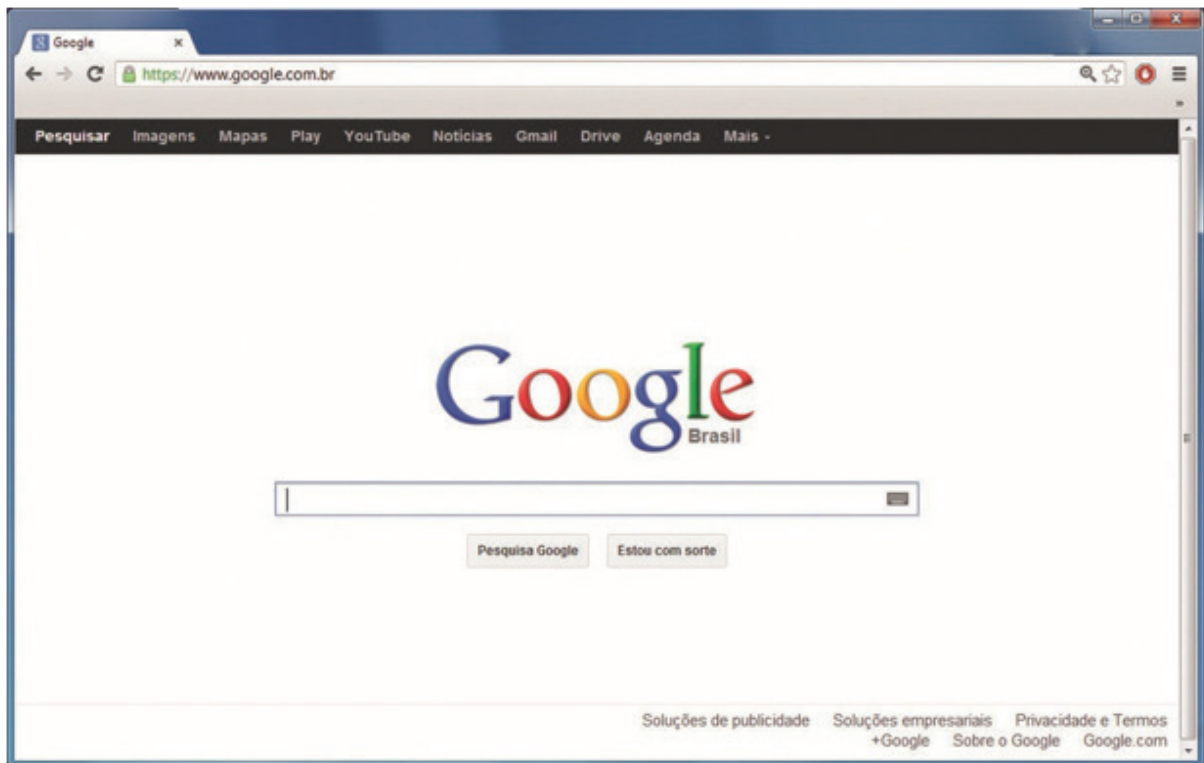 Google
https://www.google.com.br
Pesquisar Imagens Mapas Play YouTube Notícias Gmail Drive Agenda Mais
Google
Brasil
Pesquisa Google Estou com sorte
Soluções de publicidade Soluções empresariais Privacidade e Termos
+Google Sobre o Google Google.com